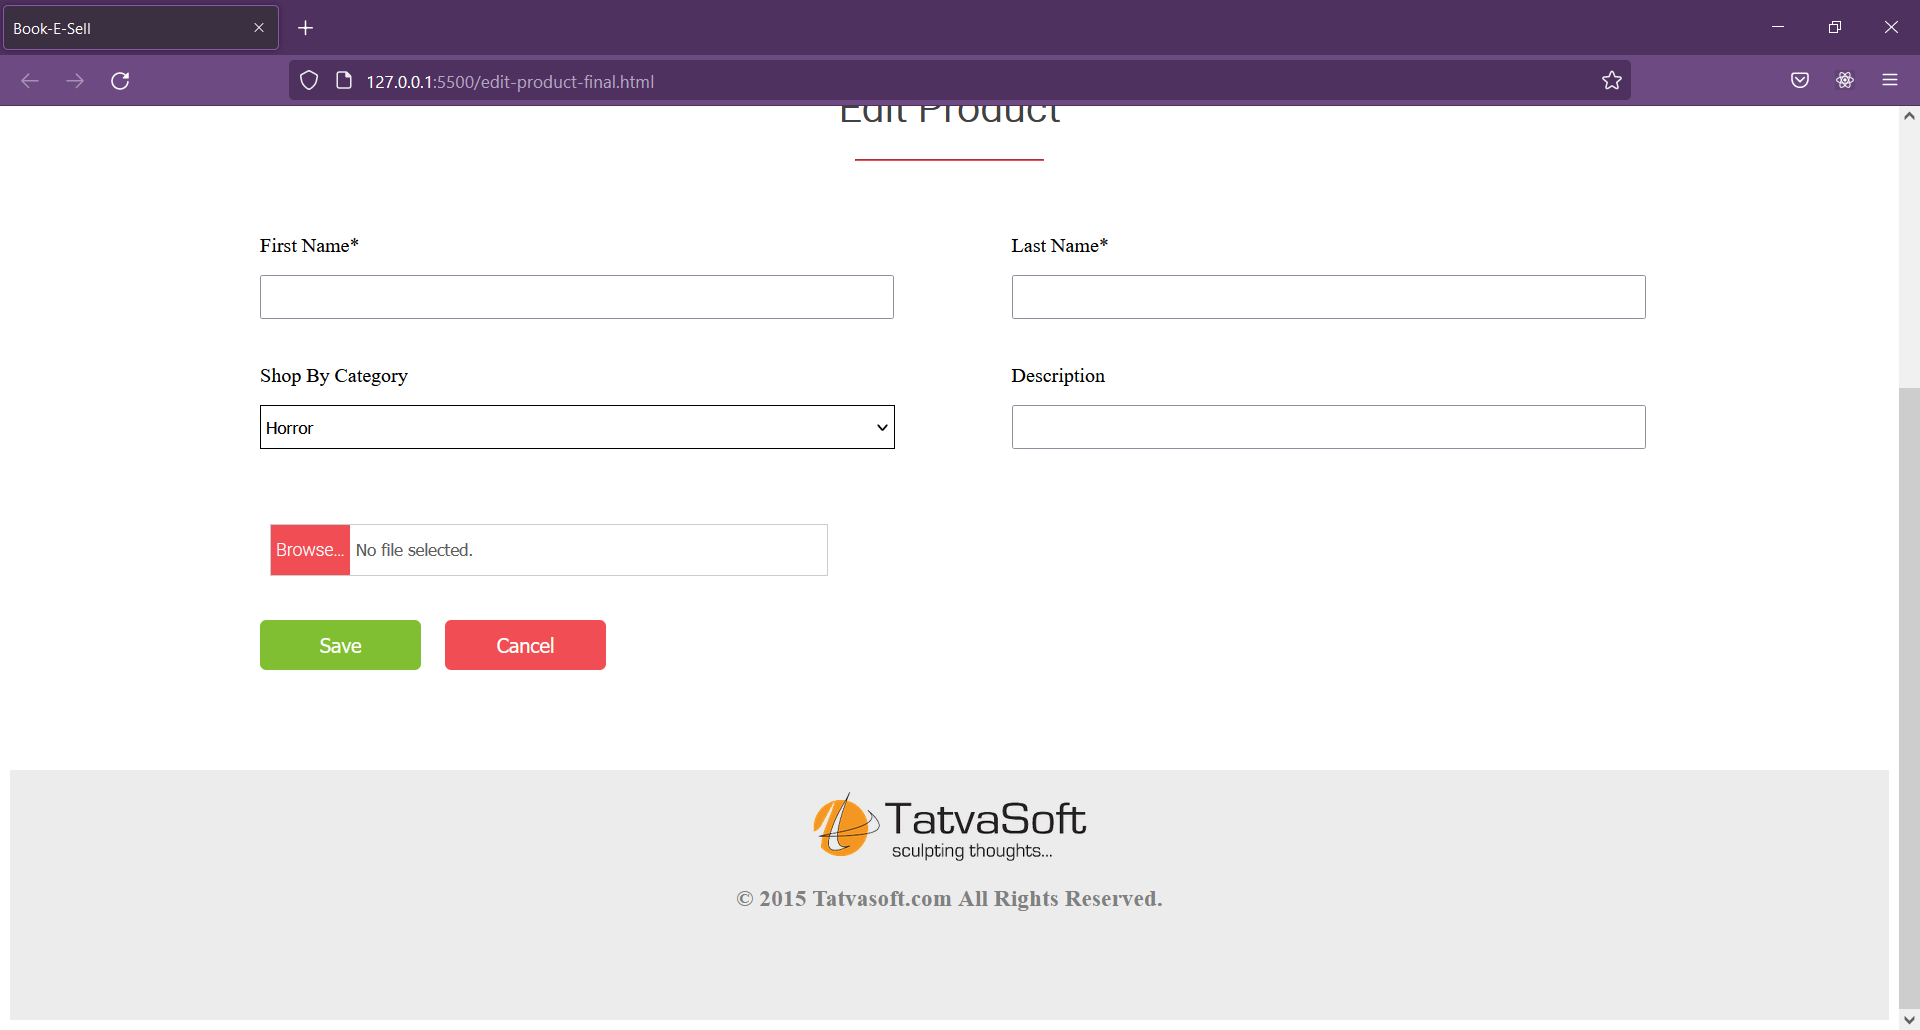 Book-E-Sell
127.0.0.1:5500/edit-product-final.html
Edit Product
First Name*
Last Name*
Shop By Category
Description
Horror
Browse... No file selected.
Save
Cancel
TatvaSoft
sculpting thoughts...
© 2015 Tatvasoft.com All Rights Reserved.